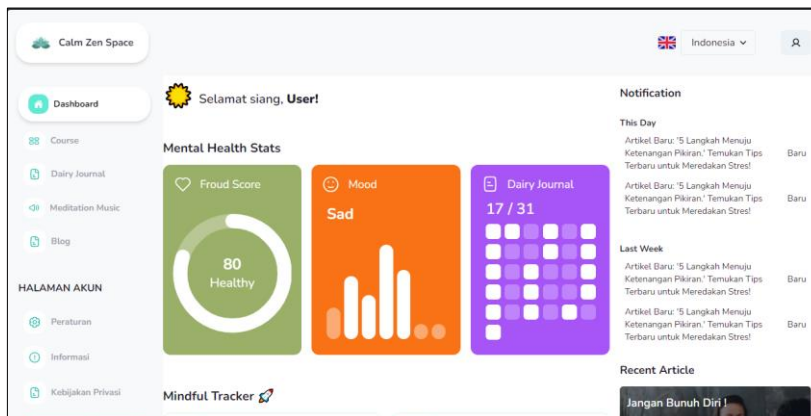 Calm Zen Space
Indonesia
Dashboard
Course
Dairy Journal
Meditation Music
Blog
HALAMAN AKUN
Peraturan
Informasi
Kebijakan Privasi
Selamat siang, User!
Mental Health Stats
Froud Score
80
Healthy
Mood
Sad
Dairy Journal
17 / 31
Mindful Tracker
Notification
This Day
Artikel Baru: '5 Langkah Menuju
Ketenangan Pikiran.' Temukan Tips
Baru
Terbaru untuk Meredakan Stres!
Artikel Baru: '5 Langkah Menuju
Ketenangan Pikiran.' Temukan Tips
Baru
Terbaru untuk Meredakan Stres!
Last Week
Artikel Baru: '5 Langkah Menuju
Ketenangan Pikiran.' Temukan Tips
Baru
Terbaru untuk Meredakan Stres!
Artikel Baru: '5 Langkah Menuju
Ketenangan Pikiran.' Temukan Tips
Baru
Terbaru untuk Meredakan Stres!
Recent Article
Jangan Bunuh Diri !